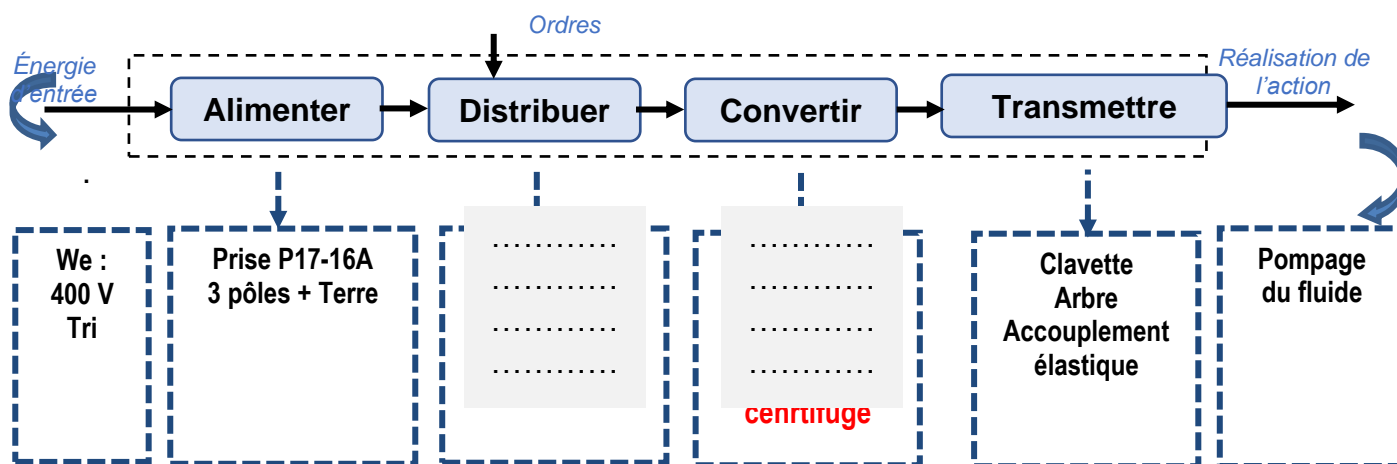 Ordres
Énergie
d'entrée
Réalisation de
l'action
Alimenter
Distribuer
Convertir
Transmettre
.
We :
400 V
Tri
Prise P17-16A
3 pôles + Terre
............
............
............
............
............
............
............
............
cenrtifuge
Clavette
Arbre
Accouplement
élastique
Pompage
du fluide